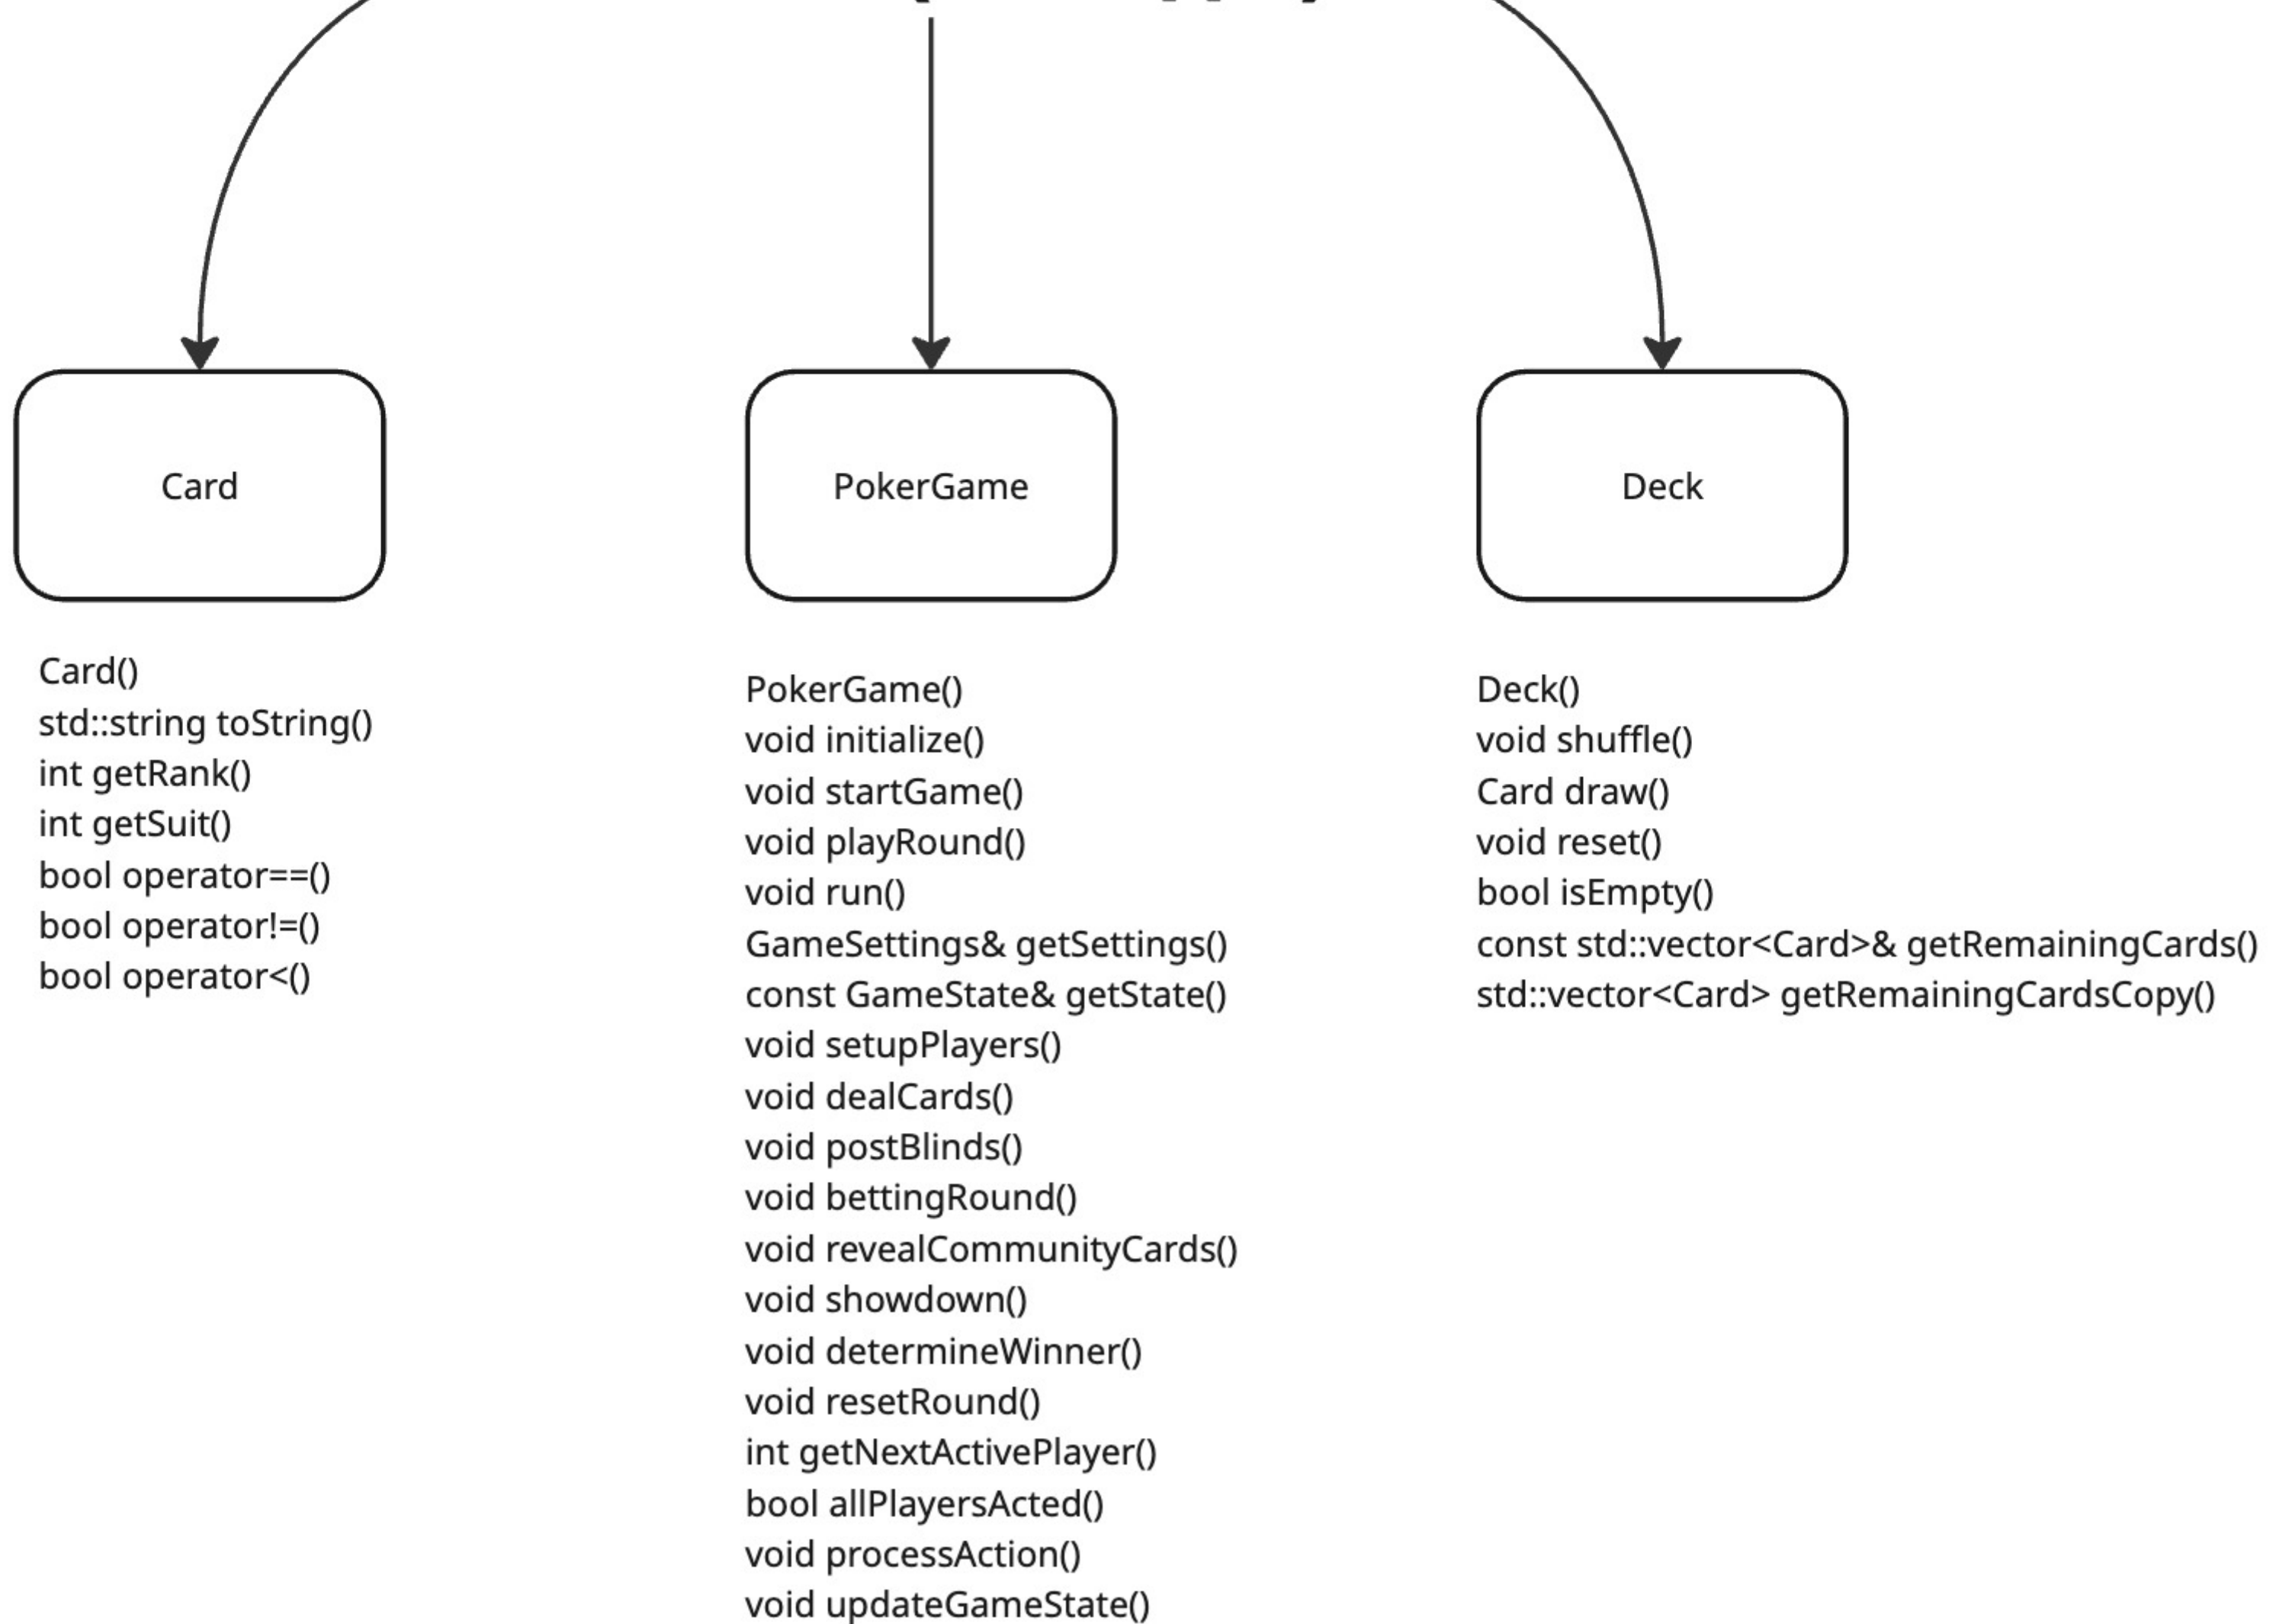 Card
PokerGame
Deck
Card()
std::string toString()
int getRank()
int getSuit()
bool operator==()
bool operator!=()
bool operator<()
PokerGame()
void initialize()
void startGame()
void playRound()
void run()
GameSettings& getSettings()
const GameState& getState()
void setupPlayers()
void dealCards()
void postBlinds()
void bettingRound()
void revealCommunityCards()
void showdown()
void determineWinner()
void resetRound()
int getNextActivePlayer()
bool allPlayersActed()
void processAction()
void updateGameState()
Deck()
void shuffle()
Card draw()
void reset()
bool isEmpty()
const std::vector<Card>& getRemainingCards()
std::vector<Card> getRemainingCardsCopy()